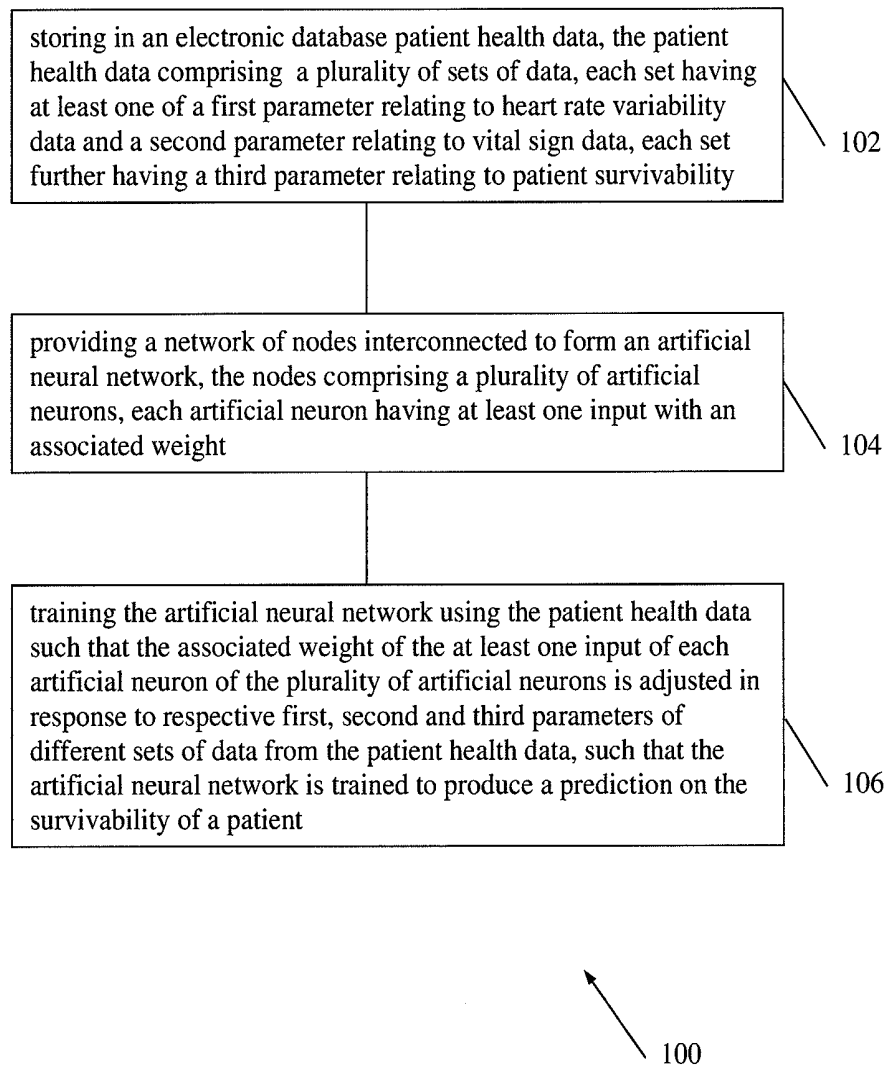 storing in an electronic database patient health data, the patient
health data comprising a plurality of sets of data, each set having
at least one of a first parameter relating to heart rate variability
data and a second parameter relating to vital sign data, each set
further having a third parameter relating to patient survivability
102
providing a network of nodes interconnected to form an artificial
neural network, the nodes comprising a plurality of artificial
neurons, each artificial neuron having at least one input with an
associated weight
104
training the artificial neural network using the patient health data
such that the associated weight of the at least one input of each
artificial neuron of the plurality of artificial neurons is adjusted in
response to respective first, second and third parameters of
different sets of data from the patient health data, such that the
artificial neural network is trained to produce a prediction on the
survivability of a patient
106
100